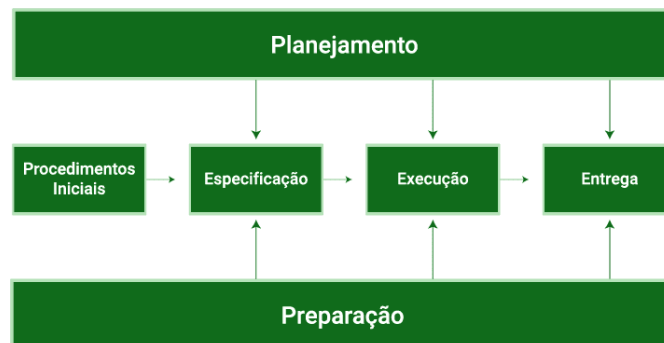 Planejamento
Procedimentos
Iniciais
Especificação
Execução
Entrega
Preparação